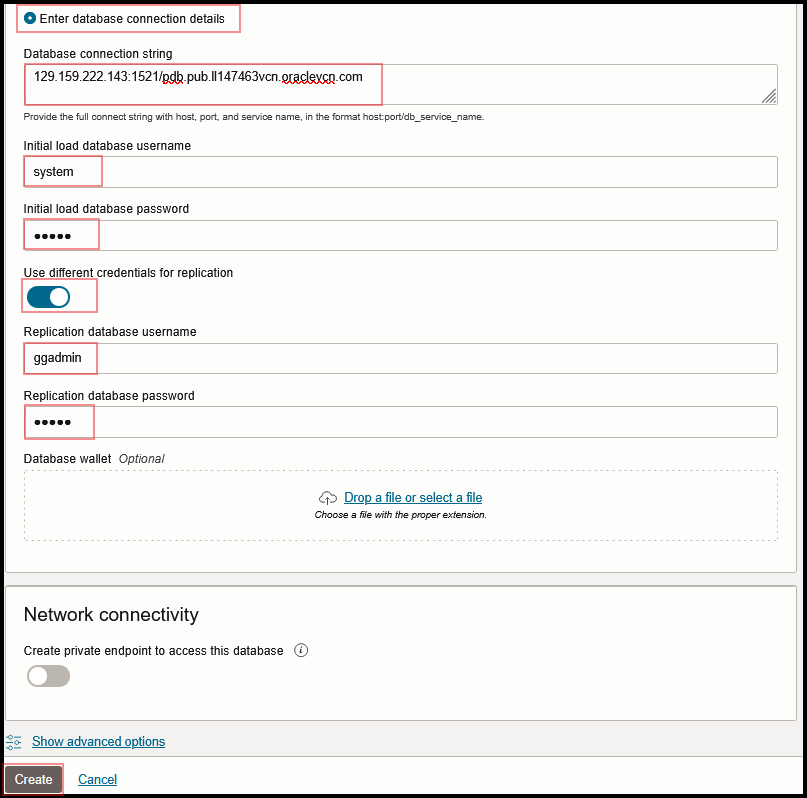 Enter database connection details
Database connection string
129.159.222.143:1521/pdb.pub.ll147463vcn.oraclevcn.com
Provide the full connect string with host, port, and service name, in the format host:port/db_service_name.
Initial load database username
system
Initial load database password
•••••
Use different credentials for replication
Replication database username
ggadmin
Replication database password
•••••
Database wallet Optional
Drop a file or select a file
Choose a file with the proper extension.
Network connectivity
Create private endpoint to access this database
Show advanced options
Create Cancel